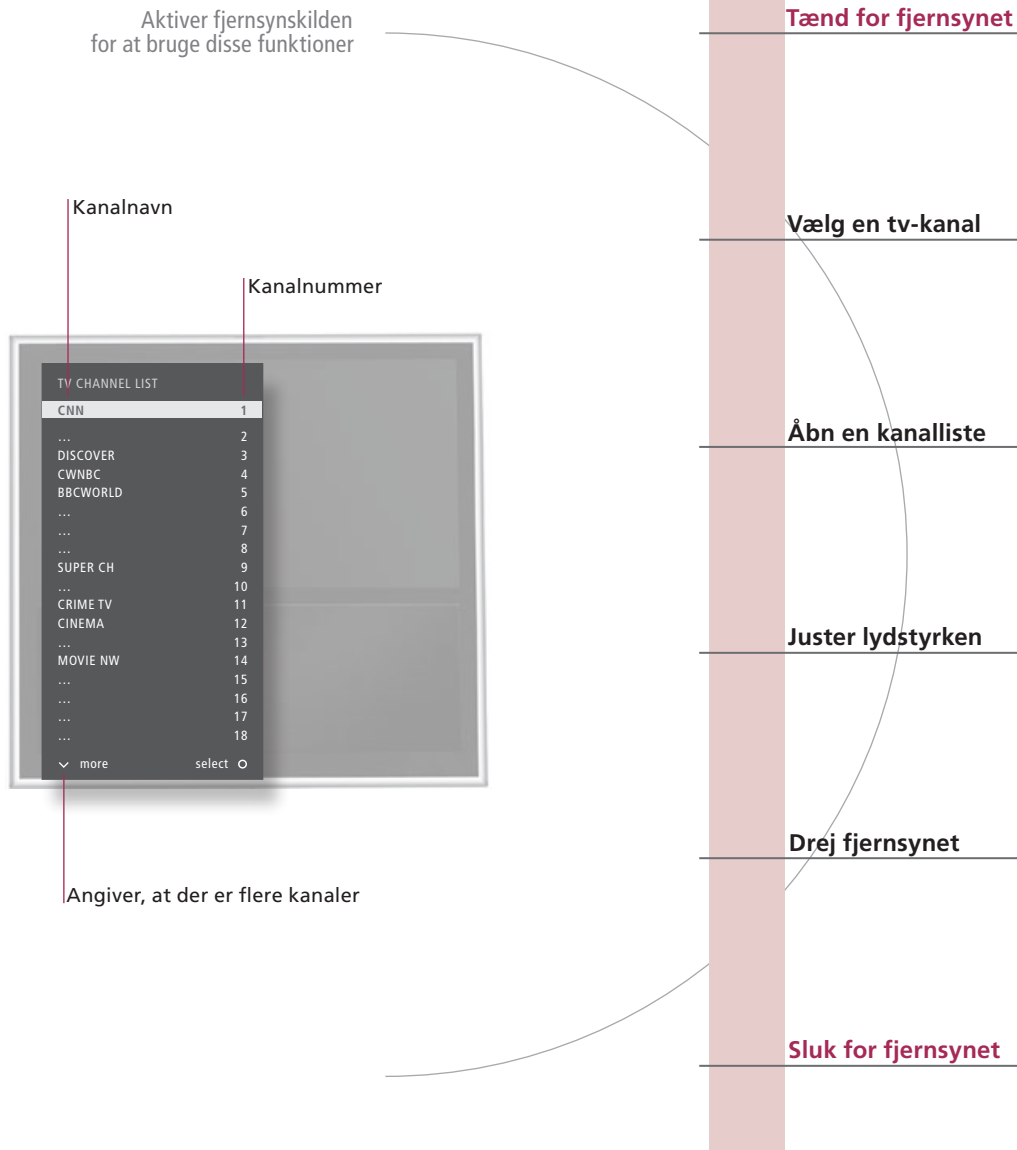 Aktiver fjernsynskilden
for at bruge disse funktioner
Kanalnavn
Kanalnummer
TV CHANNEL LIST
CNN 1
... 2
DISCOVER 3
CWNBC 4
BBCWORLD 5
... 6
... 7
... 8
SUPER CH 9
... 10
CRIME TV 11
CINEMA 12
... 13
MOVIE NW 14
... 15
... 16
... 17
... 18
more select
Angiver, at der er flere kanaler
Tænd for fjernsynet
Vælg en tv-kanal
Åbn en kanalliste
Juster lydstyrken
Drej fjernsynet
Sluk for fjernsynet